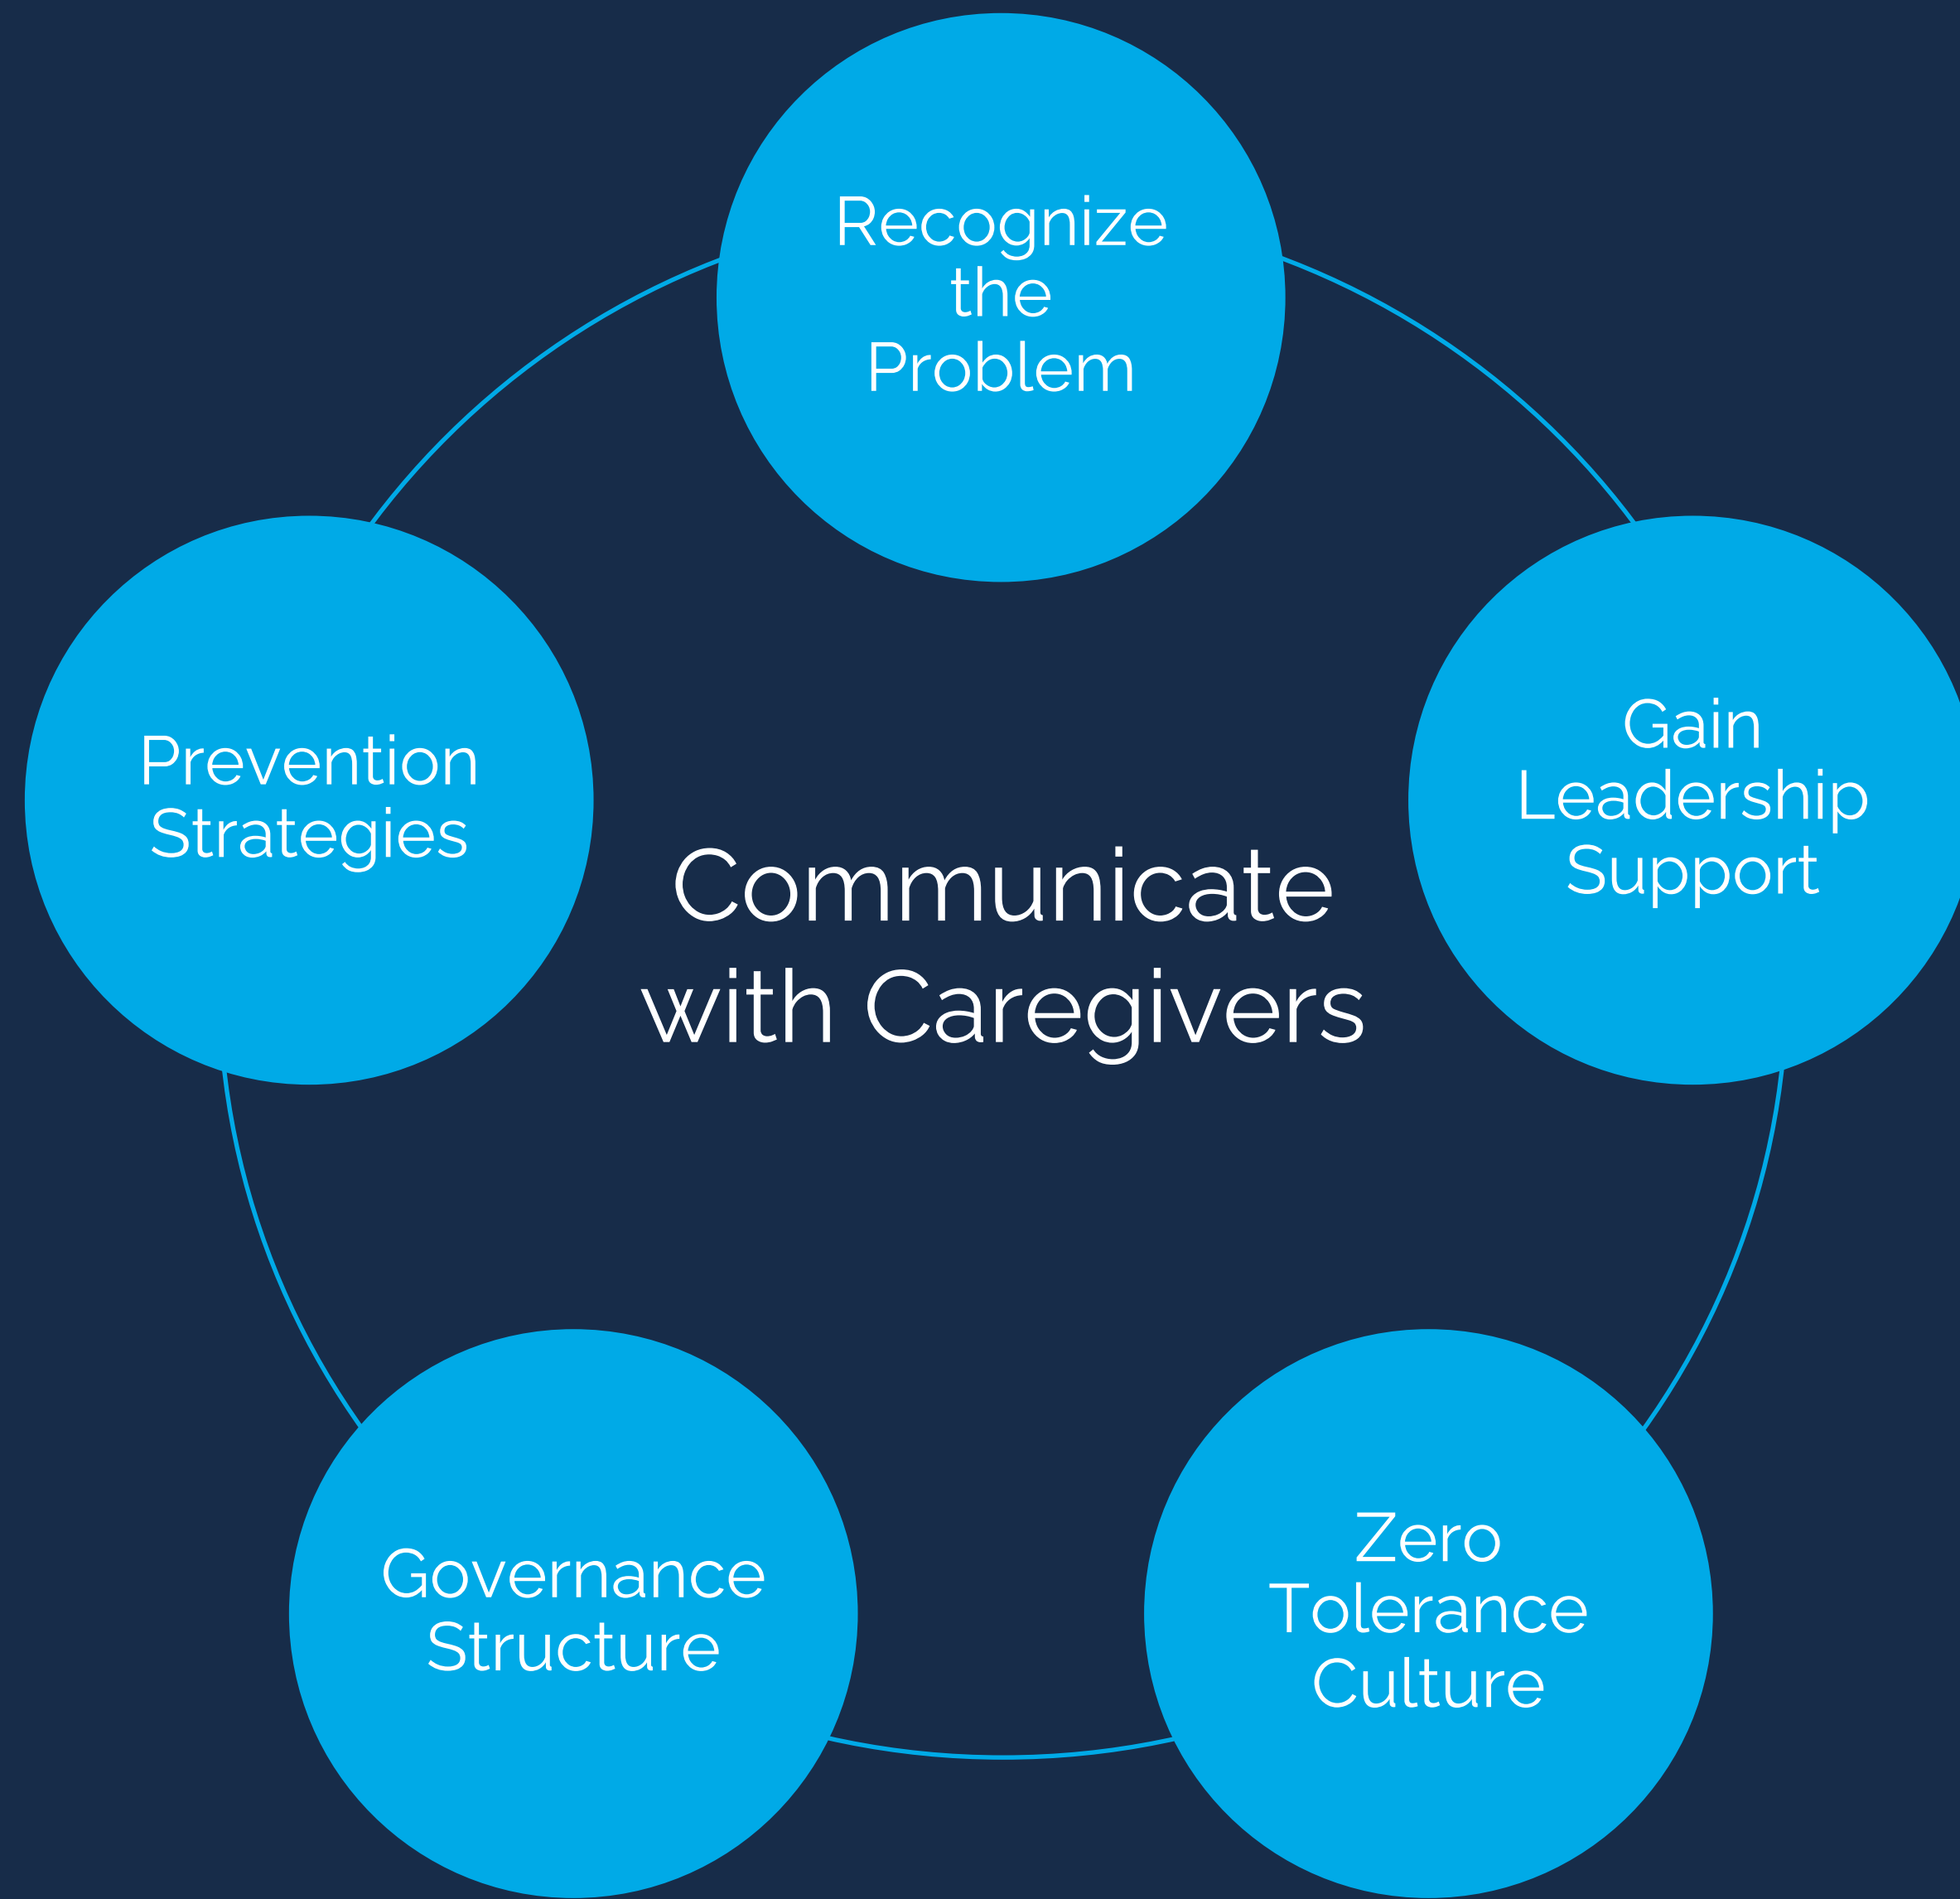 Recognize
the
Problem
Gain
Leadership
Support
Zero
Tolerance
Culture
Governance
Structure
Prevention
Strategies
Communicate
with Caregivers